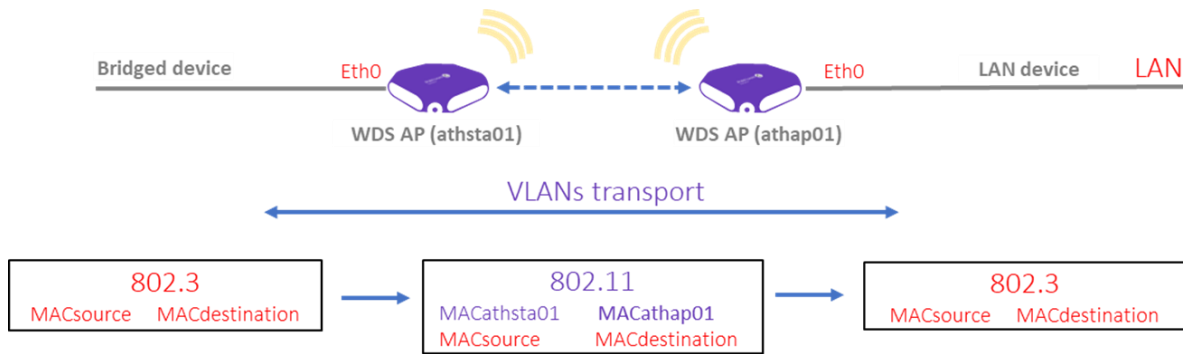 Bridged device
Eth0
Eth0
LAN device
LAN
WDS AP (athsta01)
WDS AP (athap01)
VLANs transport
802.3
MACsource MACdestination
802.11
MACathsta01 MACathap01
MACsource MACdestination
802.3
MACsource MACdestination